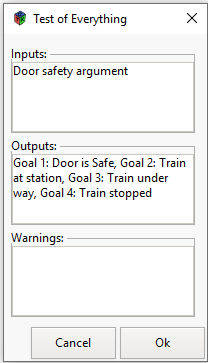 Test of Everything
Inputs:
Door safety argument
Outputs:
Goal 1: Door is Safe, Goal 2: Train
at station, Goal 3: Train under
way, Goal 4: Train stopped
Warnings:
Cancel
Ok